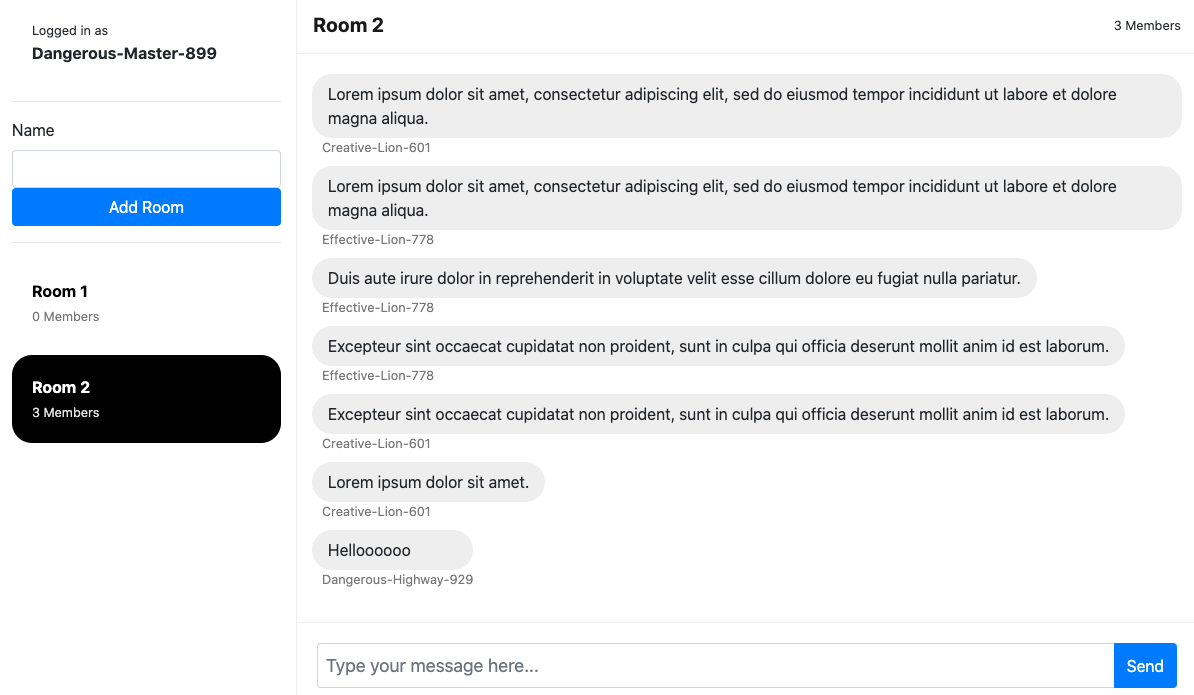 Logged in as
Dangerous-Master-899
Name
Add Room
Room 1
0 Members
Room 2
3 Members
Room 2
3 Members
Lorem ipsum dolor sit amet, consectetur adipiscing elit, sed do eiusmod tempor incididunt ut labore et dolore
magna aliqua.
Creative-Lion-601
Lorem ipsum dolor sit amet, consectetur adipiscing elit, sed do eiusmod tempor incididunt ut labore et dolore
magna aliqua.
Effective-Lion-778
Duis aute irure dolor in reprehenderit in voluptate velit esse cillum dolore eu fugiat nulla pariatur.
Effective-Lion-778
Excepteur sint occaecat cupidatat non proident, sunt in culpa qui officia deserunt mollit anim id est laborum.
Effective-Lion-778
Excepteur sint occaecat cupidatat non proident, sunt in culpa qui officia deserunt mollit anim id est laborum.
Creative-Lion-601
Lorem ipsum dolor sit amet.
Creative-Lion-601
Helloooooo
Dangerous-Highway-929
Type your message here...
Send